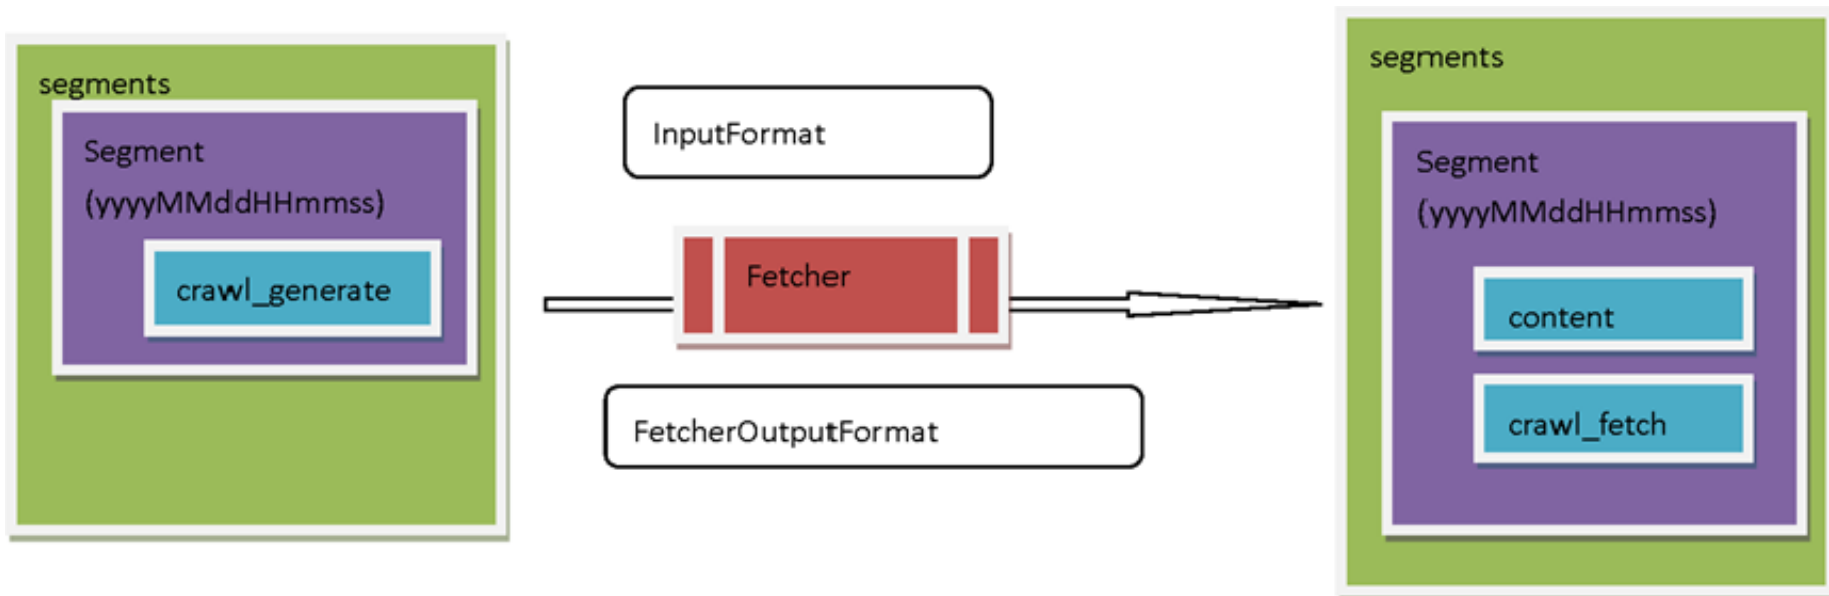 segments
Segment
(yyyyMMddHHmmss)
crawl_generate
InputFormat
Fetcher
FetcherOutputFormat
segments
Segment
(yyyyMMddHHmmss)
content
crawl_fetch